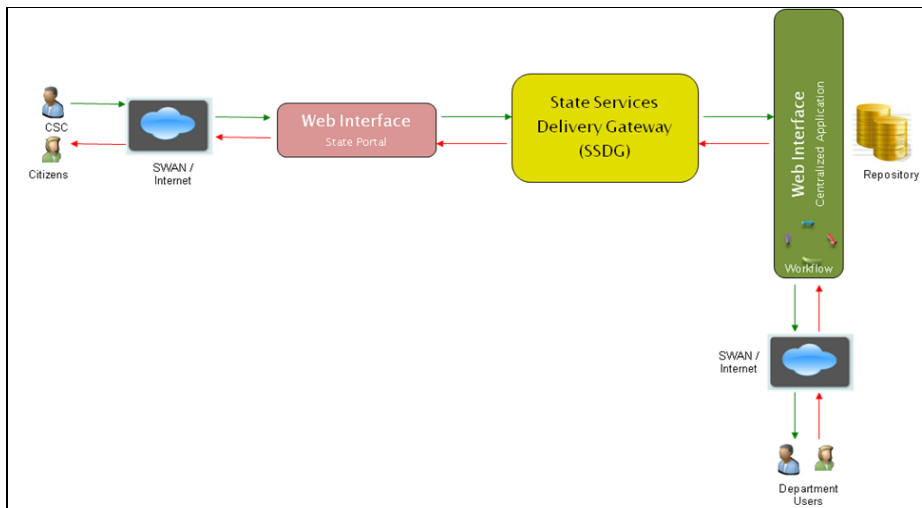 CSC
Citizens
SWAN /
Internet
Web Interface
State Portal
State Services
Delivery Gateway
(SSDG)
Web Interface
Centralized Application
Workflow
Repository
SWAN /
Internet
Department
Users